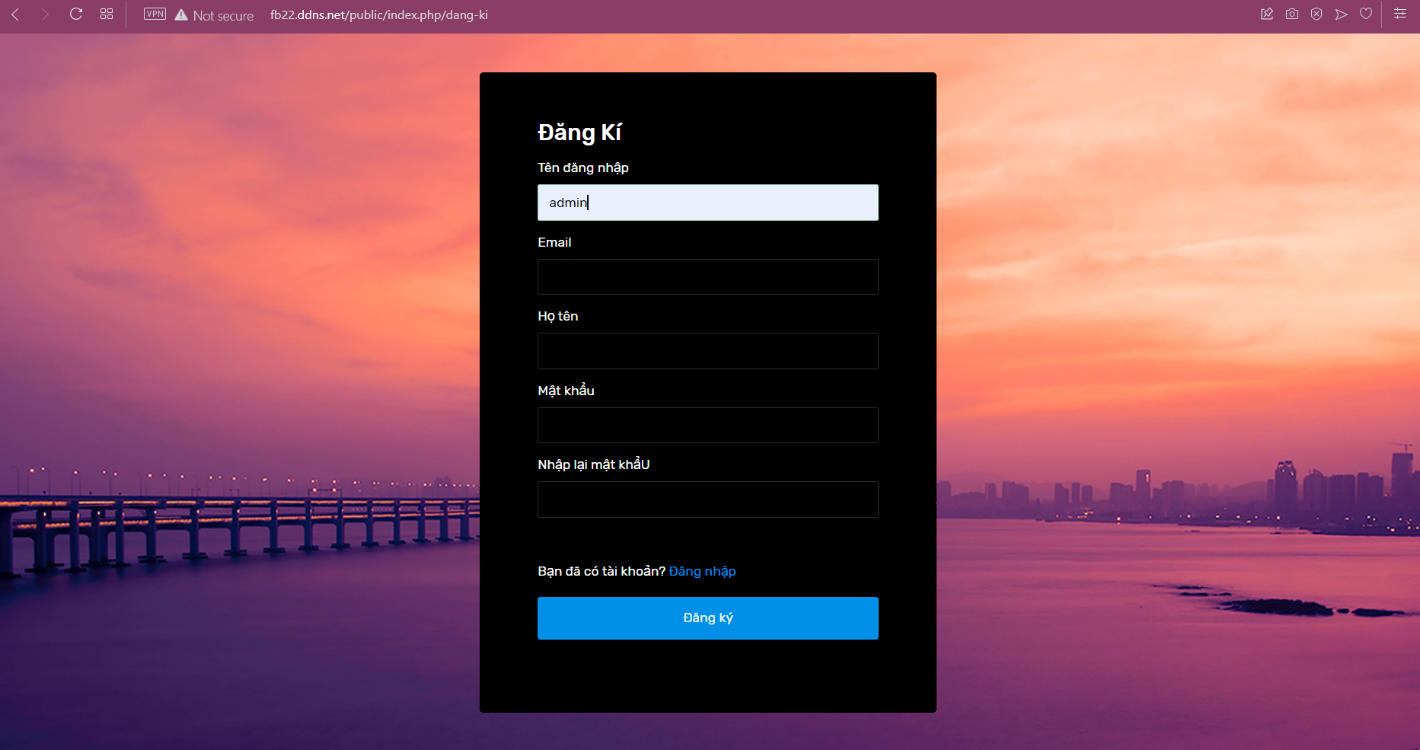 VPN Not secure fb22.ddns.net/public/index.php/dang-ki
Đăng Kí
Tên đăng nhập
admin
Email
Họ tên
Mật khẩu
Nhập lại mật khẩU
Bạn đã có tài khoản? Đăng nhập
Đăng ký